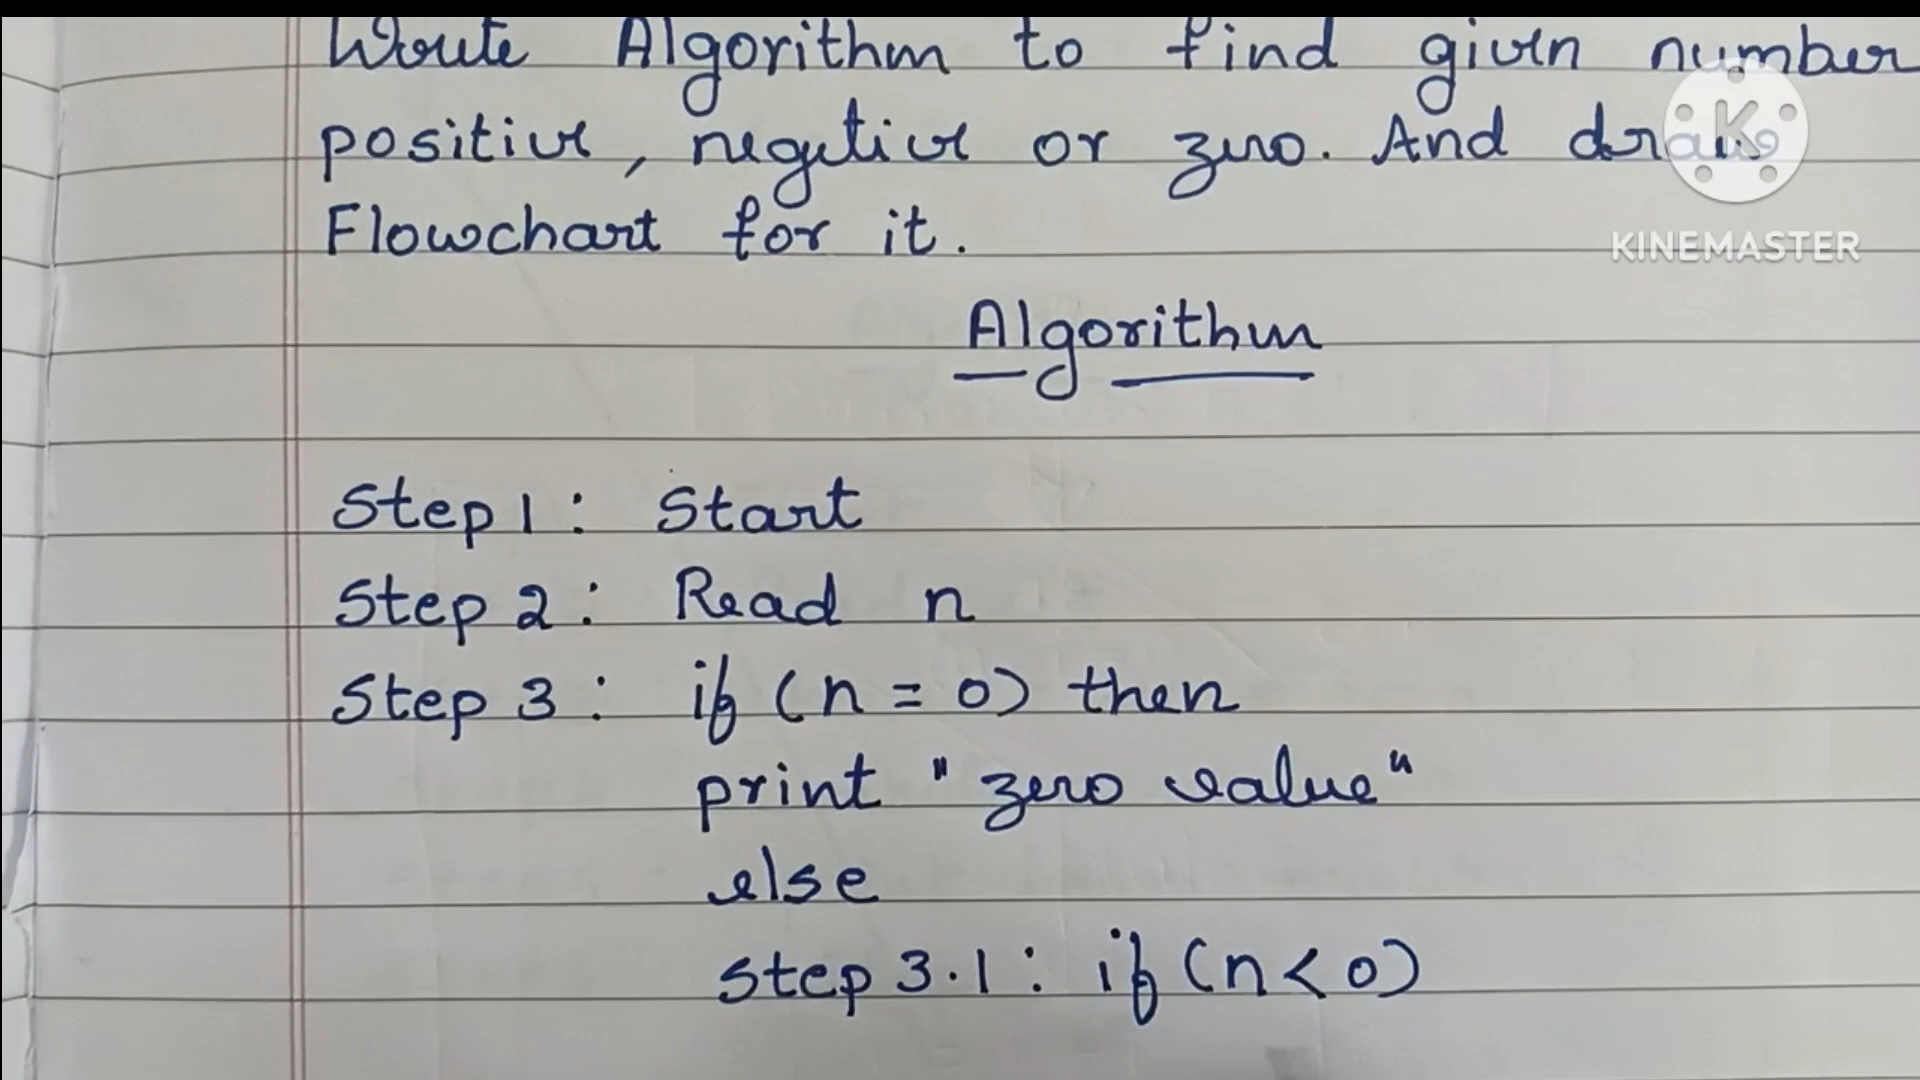 Write Algorithm to find given number
positive, negative or zero. And draw
Flowchart for it.
K
KINEMASTER
Algorithm
Step 1: Start
Step 2: Read n
Step 3: if (n = 0) then
print "zero value"
else
Step 3.1: if (n < 0)